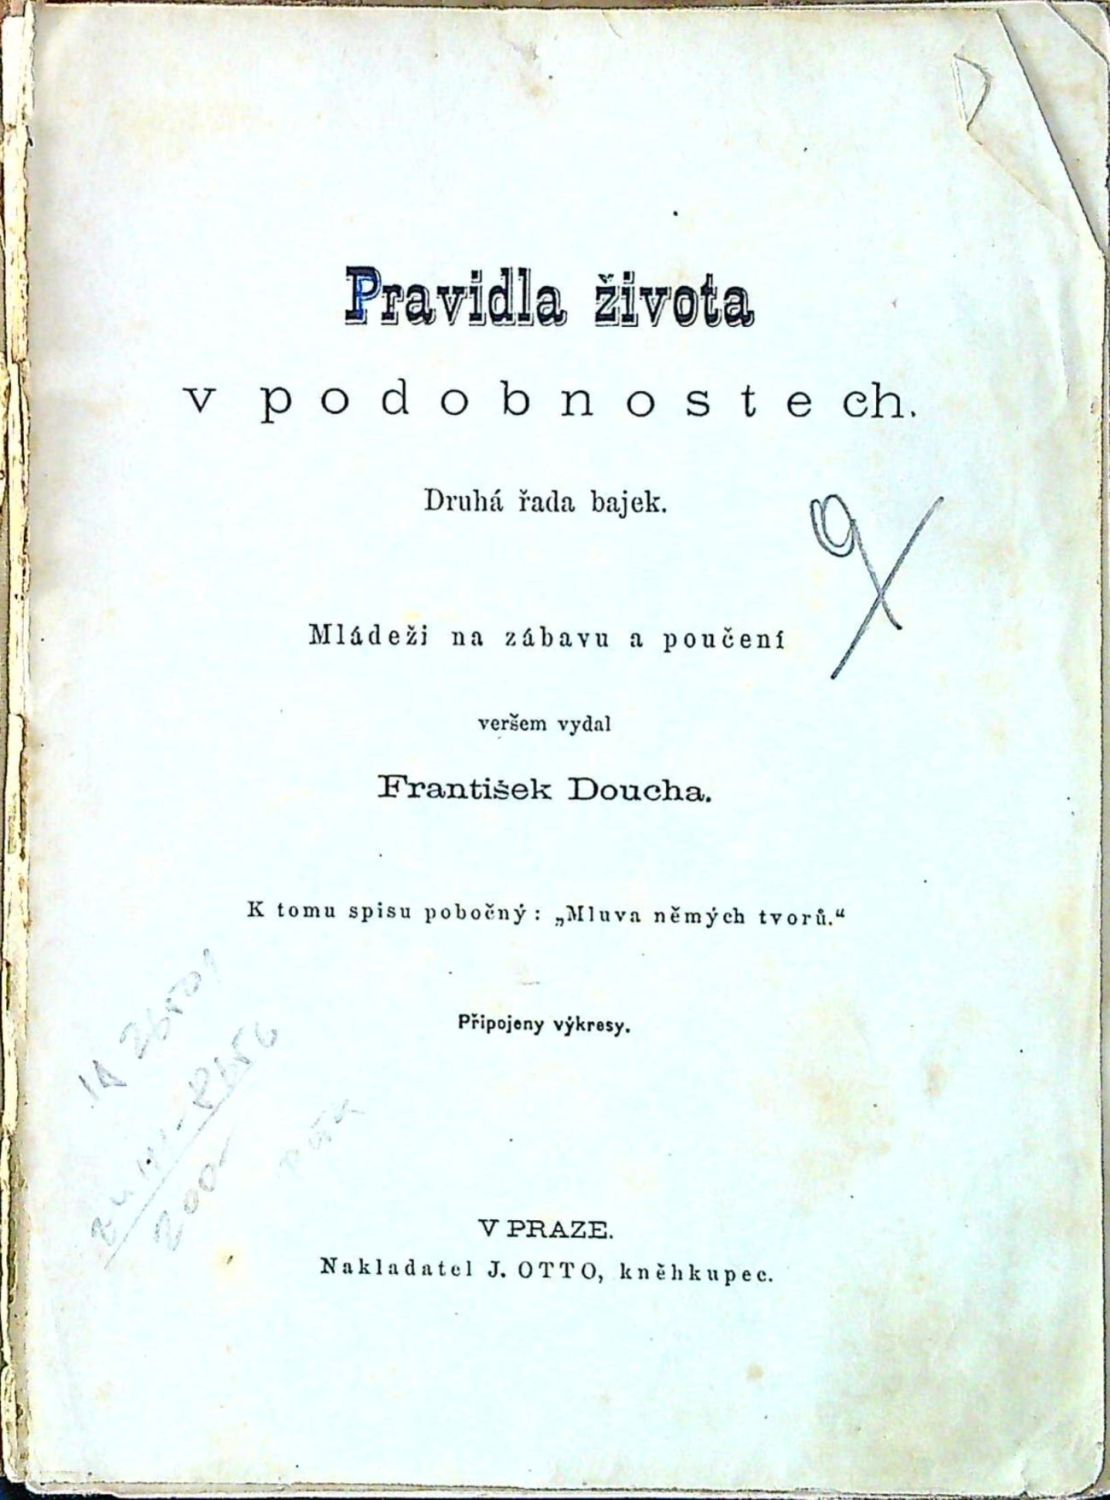 Pravidla života
v podobnostech.
Druhá řada bajek.
Mládeži na zábavu a poučení
veršem vydal
František Doucha.
K tomu spisu pobočný: „Mluva němých tvorů.“
Připojeny výkresy.
200-
V PRAZE.
Nakladatel J. OTTO, kněhkupec.